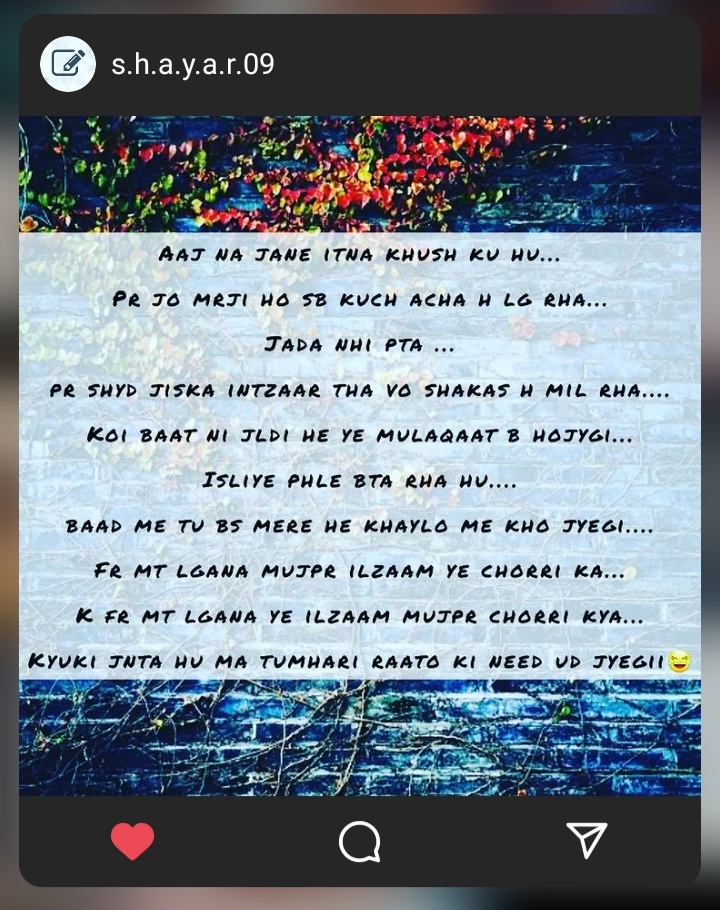 s.h.a.y.a.r.09
Aaj na jane itna khush ku hu...
Pr jo mrji ho sb kuch acha h lg rha...
Jada nhi pta ...
pr shyd jiska intzaar tha vo shakas h mil rha....
Koi baat ni jldi he ye mulaqaat b hojygi...
Isliye phle bta rha hu....
baad me tu bs mere he khaylo me kho jyegi....
Fr mt lgana mujpr ilzaam ye chorri ka...
K fr mt lgana ye ilzaam mujpr chorri kya...
Kyuki jnta hu ma tumhari raato ki need ud jyegii😆